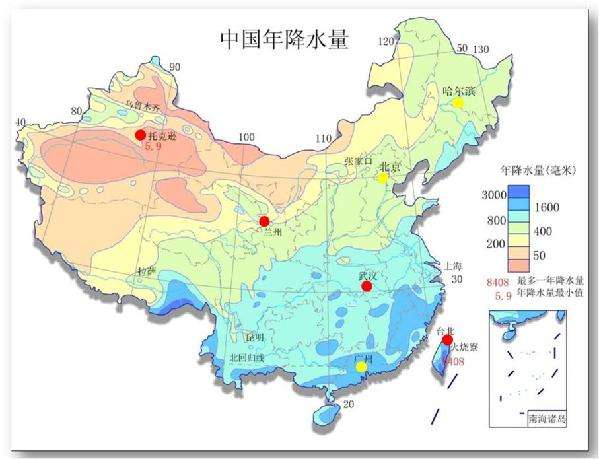 中国年降水量
90
120
50
130
80
乌鲁木齐
哈尔滨
40
托克逊
5.9
100
110
张家口
北京
年降水量(毫米)
3000
1600
800
400
200
50
兰州
拉萨
上海
30
武汉
8408 最多一年降水量
5.9 年降水量最小值
昆明
台北
火烧寮
8408
北回归线
广州
20
南海诸岛